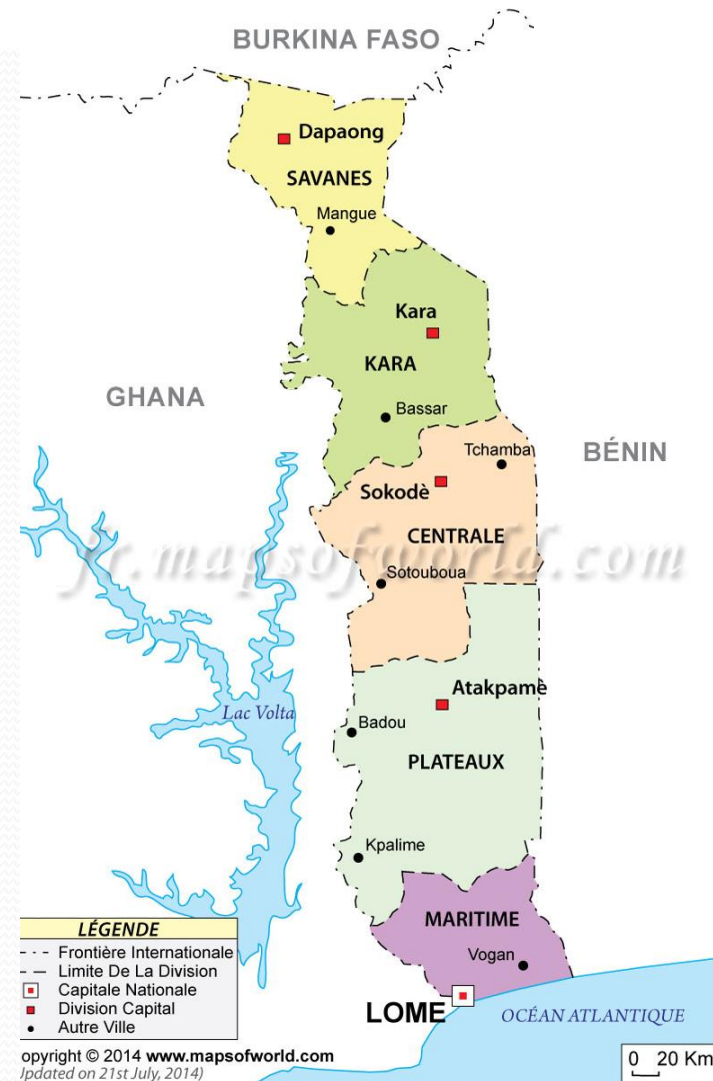 BURKINA FASO
Dapaong
SAVANES
Mangue
Kara
KARA
GHANA
Bassar
BÉNIN
Tchamba
Sokodè
CENTRALE
fr.mapsofworld.com
Sotouboua
Atakpamè
Lac Volta
Badou
PLATEAUX
Kpalime
MARITIME
Vogan
LOME
OCÉAN ATLANTIQUE
LÉGENDE
Frontière Internationale
Limite De La Division
Capitale Nationale
Division Capital
Autre Ville
opyright © 2014 www.mapsofworld.com
Updated on 21st July, 2014)
0 20 Km